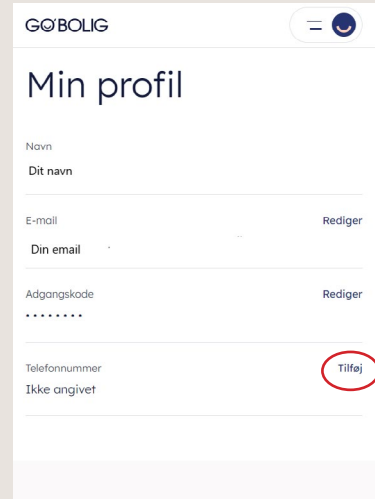 GO'BOLIG
Min profil
Navn
Dit navn
E-mail
Rediger
Din email
Adgangskode
Rediger
••••••••
Telefonnummer
Tilføj
Ikke angivet